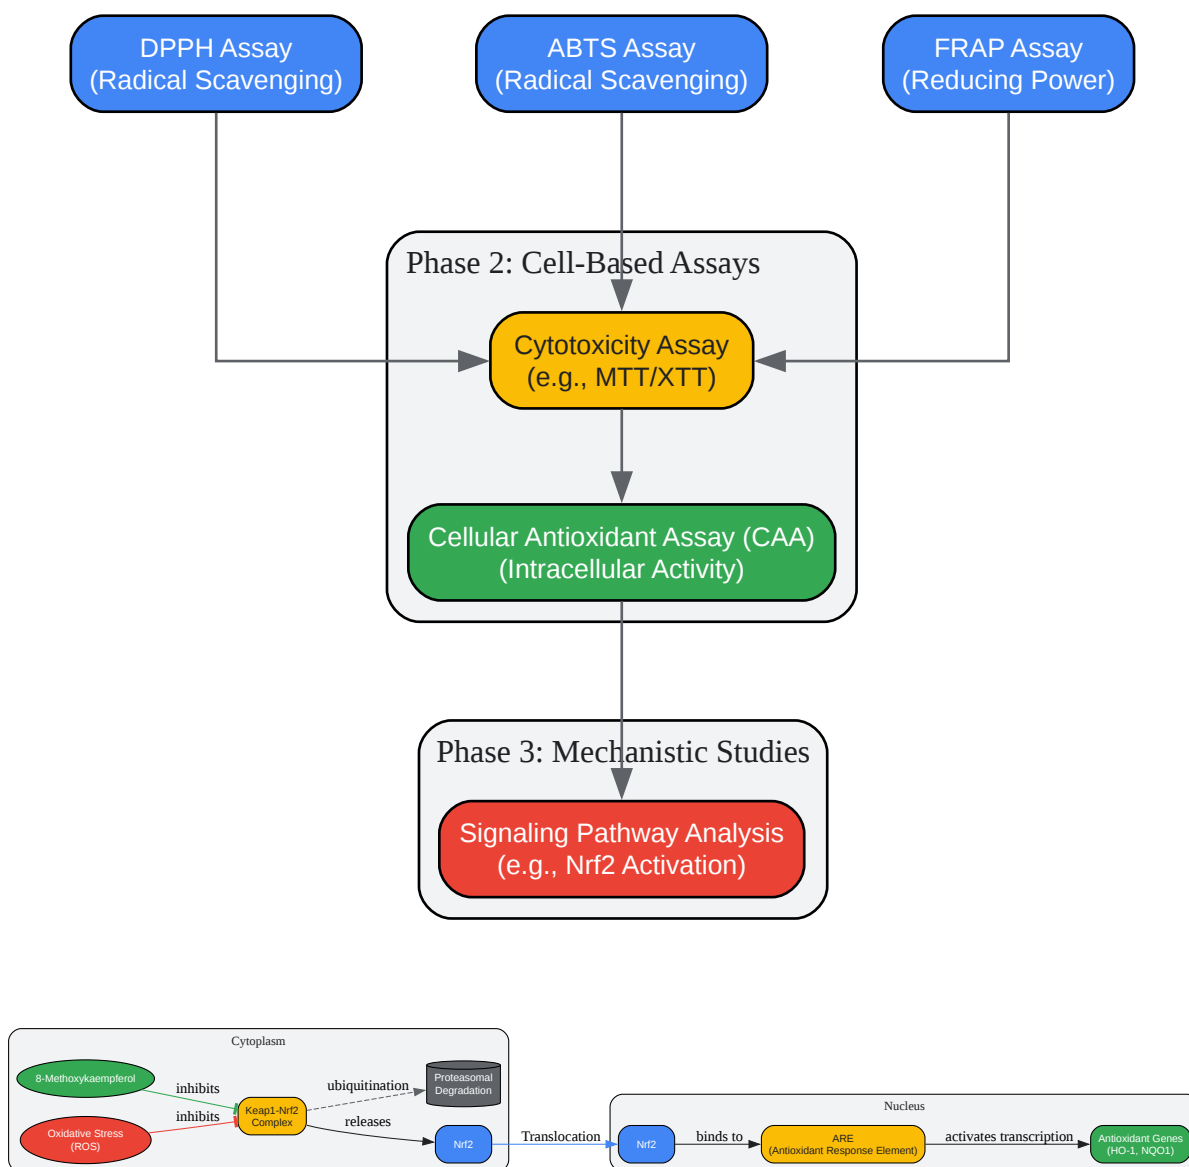 DPPH Assay
(Radical Scavenging)
ABTS Assay
(Radical Scavenging)
FRAP Assay
(Reducing Power)
Phase 2: Cell-Based Assays
Cytotoxicity Assay
(e.g., MTT/XTT)
Cellular Antioxidant Assay (CAA)
(Intracellular Activity)
Phase 3: Mechanistic Studies
Signaling Pathway Analysis
(e.g., Nrf2 Activation)
Cytoplasm
8-Methoxykaempferol
inhibits
Oxidative Stress
(ROS)
inhibits
Keap1-Nrf2
Complex
ubiquitination
Proteasomal
Degradation
releases
Nrf2
Translocation
Nucleus
Nrf2
binds to
ARE
(Antioxidant Response Element)
activates transcription
Antioxidant Genes
(HO-1, NQO1)